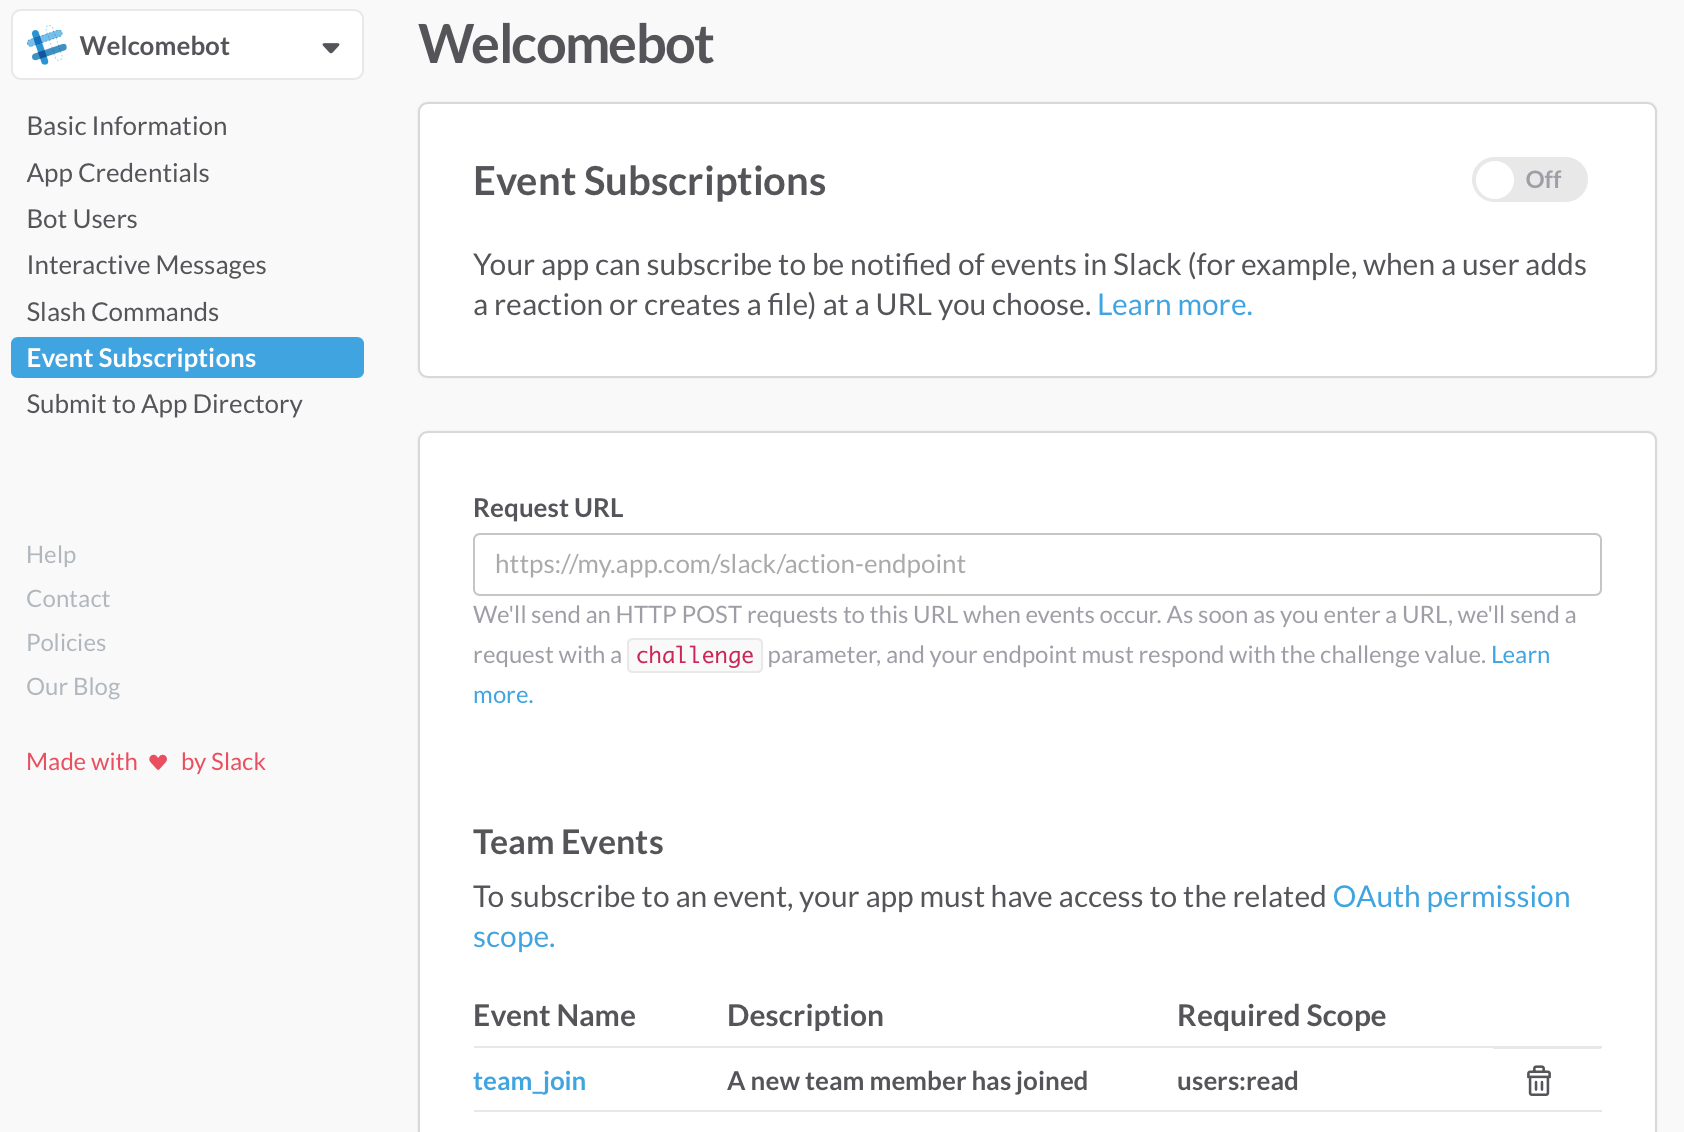 Welcomebot
Basic Information
App Credentials
Bot Users
Interactive Messages
Slash Commands
Event Subscriptions
Submit to App Directory
Help
Contact
Policies
Our Blog
Made with ♥ by Slack
Welcomebot
Event Subscriptions
Off
Your app can subscribe to be notified of events in Slack (for example, when a user adds
a reaction or creates a file) at a URL you choose. Learn more.
Request URL
https://my.app.com/slack/action-endpoint
We'll send an HTTP POST requests to this URL when events occur. As soon as you enter a URL, we'll send a
request with a challenge parameter, and your endpoint must respond with the challenge value. Learn
more.
Team Events
To subscribe to an event, your app must have access to the related OAuth permission
scope.
Event Name Description Required Scope
team_join A new team member has joined users:read